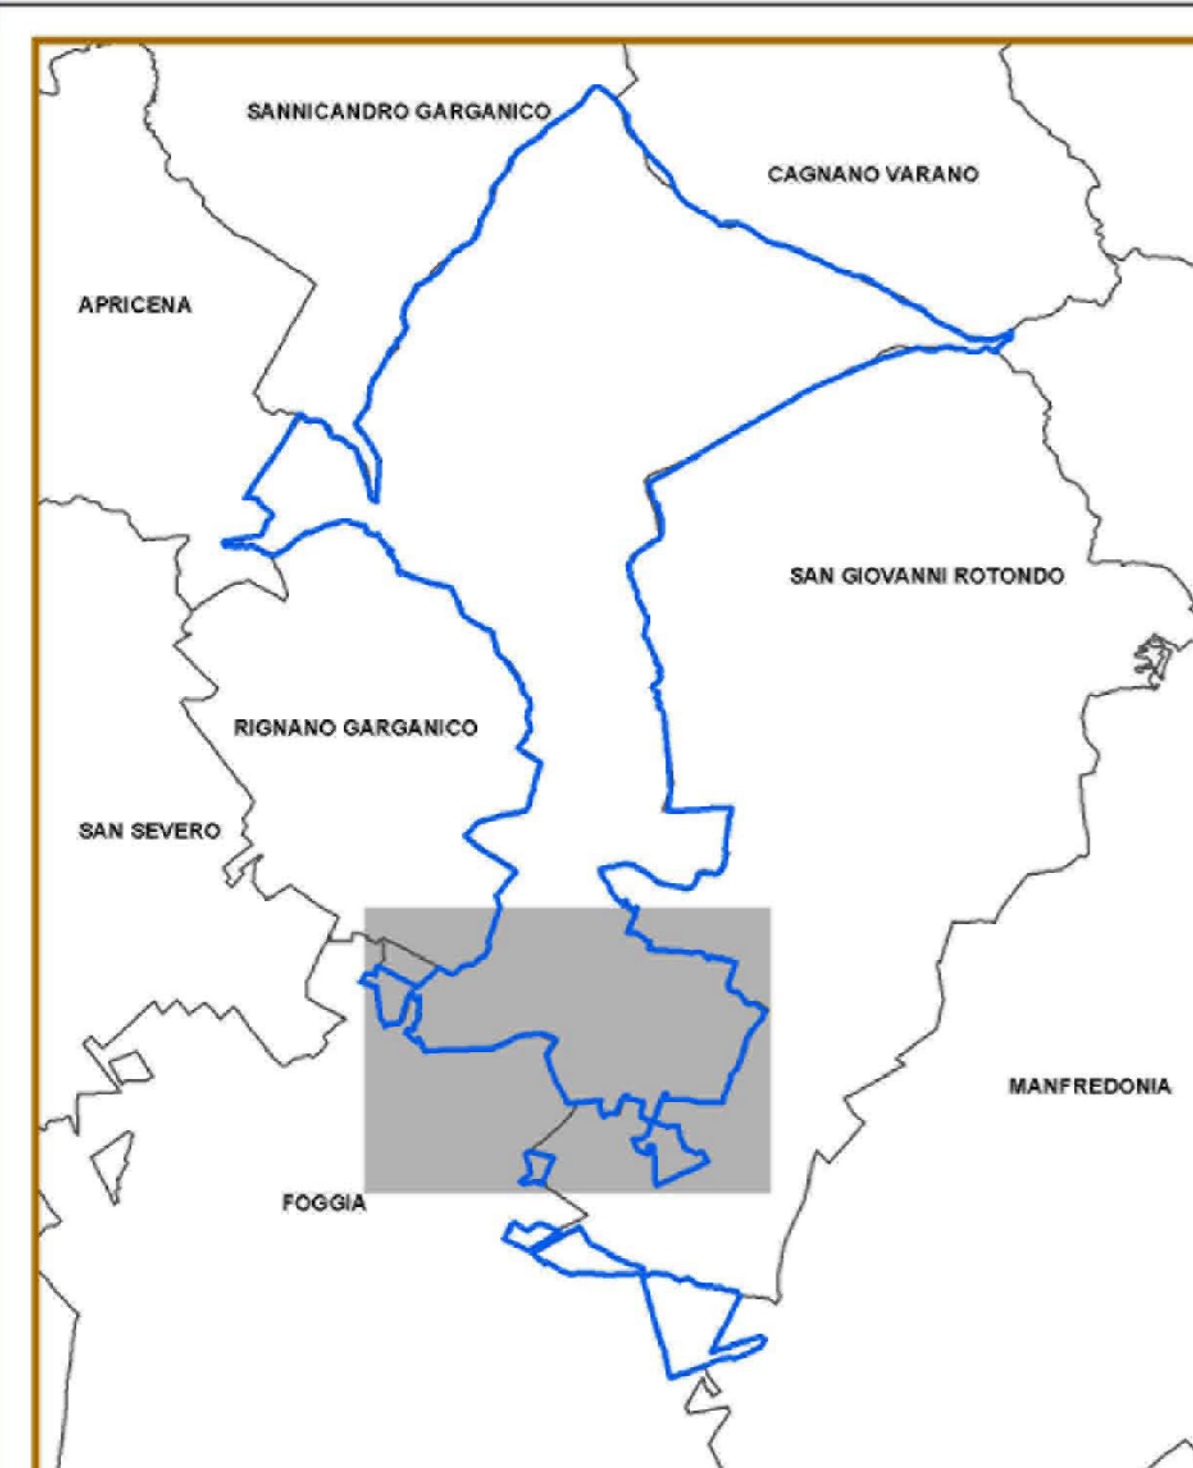 SANNICANDRO GARGANICO
CAGNANO VARANO
APRICENA
SAN GIOVANNI ROTONDO
RIGNANO GARGANICO
SAN SEVERO
MANFREDONIA
FOGGIA